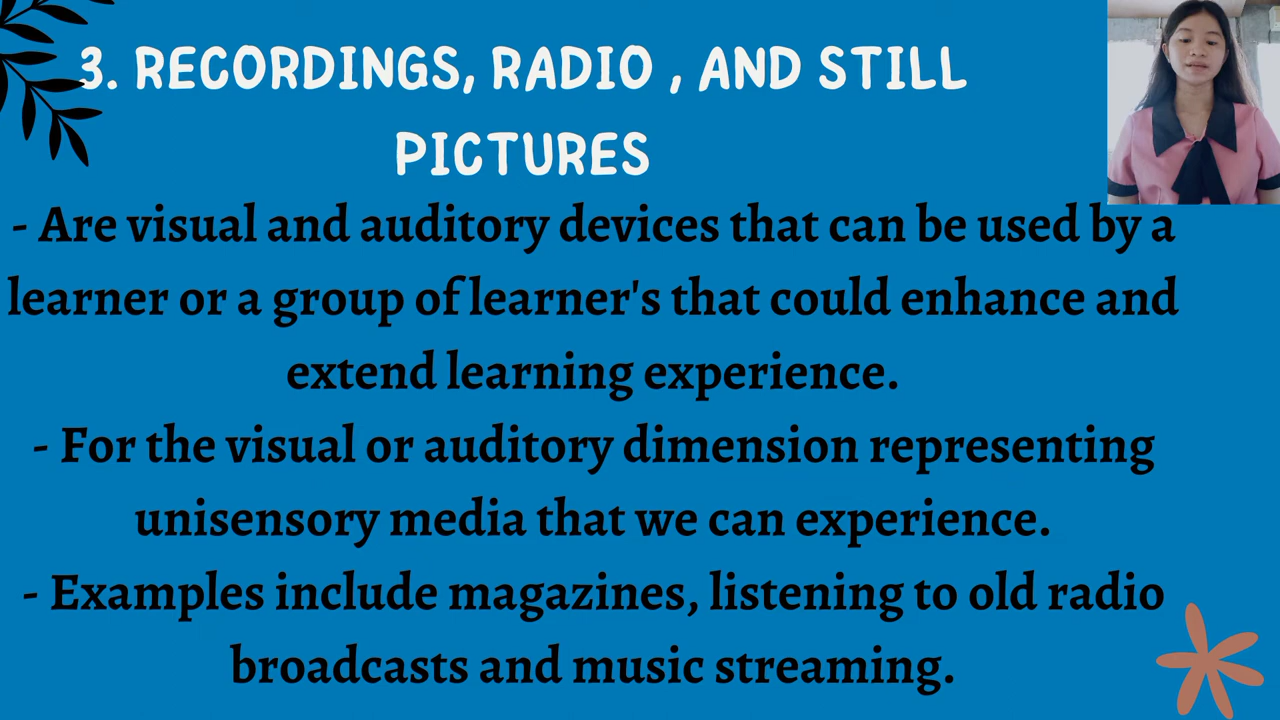 3. RECORDINGS, RADIO , AND STILL
PICTURES
- Are visual and auditory devices that can be used by a
learner or a group of learner's that could enhance and
extend learning experience.
- For the visual or auditory dimension representing
unisensory media that we can experience.
- Examples include magazines, listening to old radio
broadcasts and music streaming.